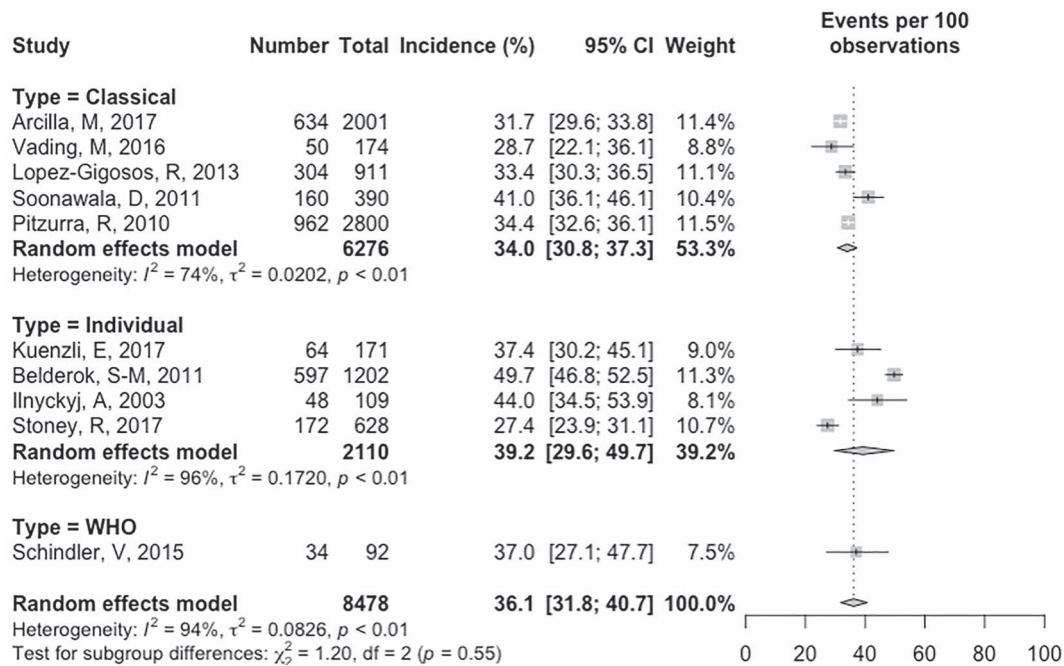 Events per 100
Study Number Total Incidence (%) 95% CI Weight observations
Type = Classical
Arcilla, M, 2017 634 2001 31.7 [29.6; 33.8] 11.4%
Vading, M, 2016 50 174 28.7 [22.1; 36.1] 8.8%
Lopez-Gigosos, R, 2013 304 911 33.4 [30.3; 36.5] 11.1%
Soonawala, D, 2011 160 390 41.0 [36.1; 46.1] 10.4%
Pitzurra, R, 2010 962 2800 34.4 [32.6; 36.1] 11.5%
Random effects model 6276 34.0 [30.8; 37.3] 53.3%
Heterogeneity: I² = 74%, τ² = 0.0202, p < 0.01
Type = Individual
Kuenzli, E, 2017 64 171 37.4 [30.2; 45.1] 9.0%
Belderok, S-M, 2011 597 1202 49.7 [46.8; 52.5] 11.3%
Ilnyckyj, A, 2003 48 109 44.0 [34.5; 53.9] 8.1%
Stoney, R, 2017 172 628 27.4 [23.9; 31.1] 10.7%
Random effects model 2110 39.2 [29.6; 49.7] 39.2%
Heterogeneity: I² = 96%, τ² = 0.1720, p < 0.01
Type = WHO
Schindler, V, 2015 34 92 37.0 [27.1; 47.7] 7.5%
Random effects model 8478 36.1 [31.8; 40.7] 100.0%
Heterogeneity: I² = 94%, τ² = 0.0826, p < 0.01
Test for subgroup differences: χ²₂ = 1.20, df = 2 (p = 0.55)
0 20 40 60 80 100